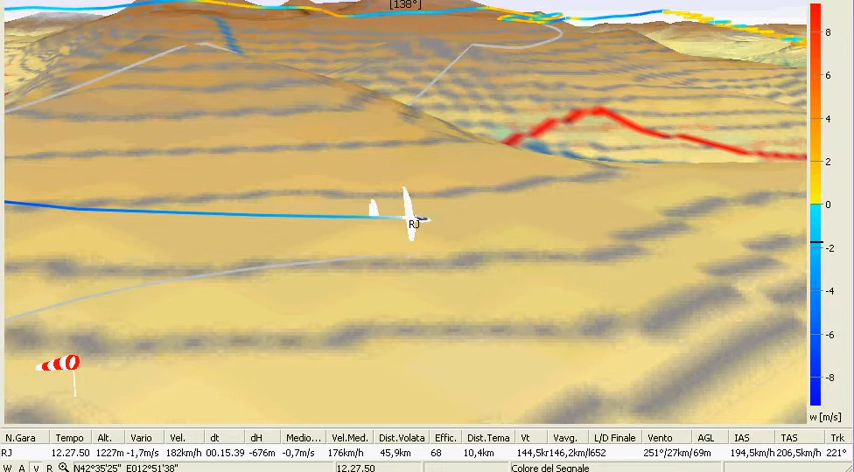 [138°]
8
6
4
2
0
-2
-4
-6
-8
w [m/s]
RJ
N.Gara Tempo Alt. Vario Vel. dt dH Medio... Vel.Med. Dist.Volata Effic. Dist.Tema Vt Vavg. L/D Finale Vento AGL IAS TAS Trk
RJ 12.27.50 1227m -1,7m/s 182km/h 00.15.39 -676m -0,7m/s 176km/h 45,9km 68 10,4km 144,5kr146,2km/l652 251°/27km/69m 194,5km/h 206,5km/h 221°
W A V R N42°35'25" E012°51'38" 12.27.50 Colore del Segnale